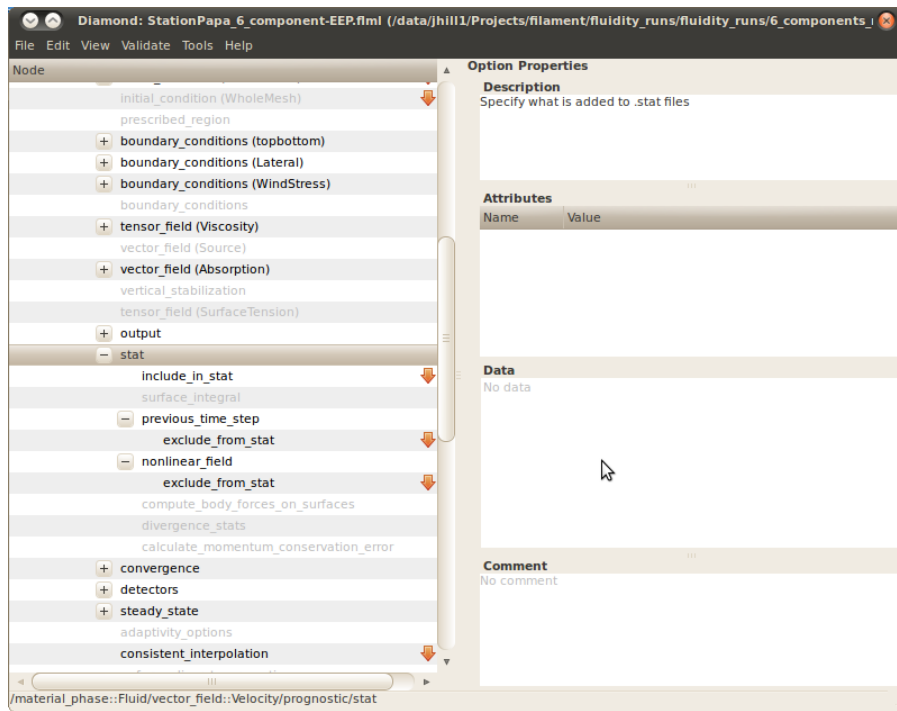 Diamond: StationPapa_6_component-EEP.flml (/data/jhill1/Projects/filament/fluidity_runs/fluidity_runs/6_components_
File Edit View Validate Tools Help
Node
initial_condition (WholeMesh)
prescribed_region
+ boundary_conditions (topbottom)
+ boundary_conditions (Lateral)
+ boundary_conditions (WindStress)
boundary_conditions
+ tensor_field (Viscosity)
vector_field (Source)
+ vector_field (Absorption)
vertical_stabilization
tensor_field (SurfaceTension)
+ output
- stat
include_in_stat
surface_integral
- previous_time_step
exclude_from_stat
- nonlinear_field
exclude_from_stat
compute_body_forces_on_surfaces
divergence_stats
calculate_momentum_conservation_error
+ convergence
+ detectors
+ steady_state
adaptivity_options
consistent_interpolation
/material_phase::Fluid/vector_field::Velocity/prognostic/stat
Option Properties
Description
Specify what is added to .stat files
Attributes
Name Value
Data
No data
Comment
No comment